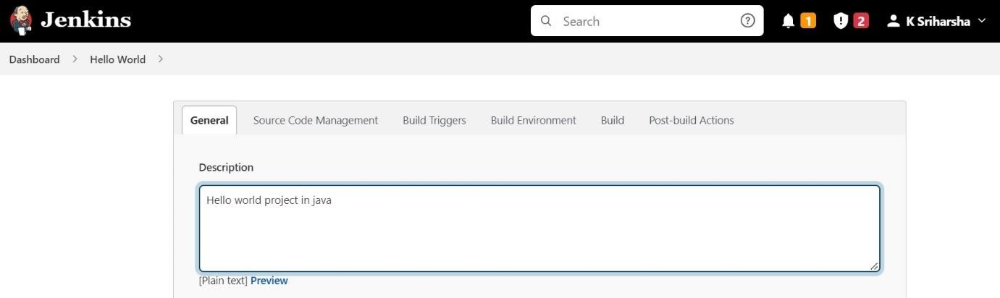 Jenkins Search 1 2 K Sriharsha
Dashboard Hello World
General Source Code Management Build Triggers Build Environment Build Post-build Actions
Description
Hello world project in java
[Plain text] Preview